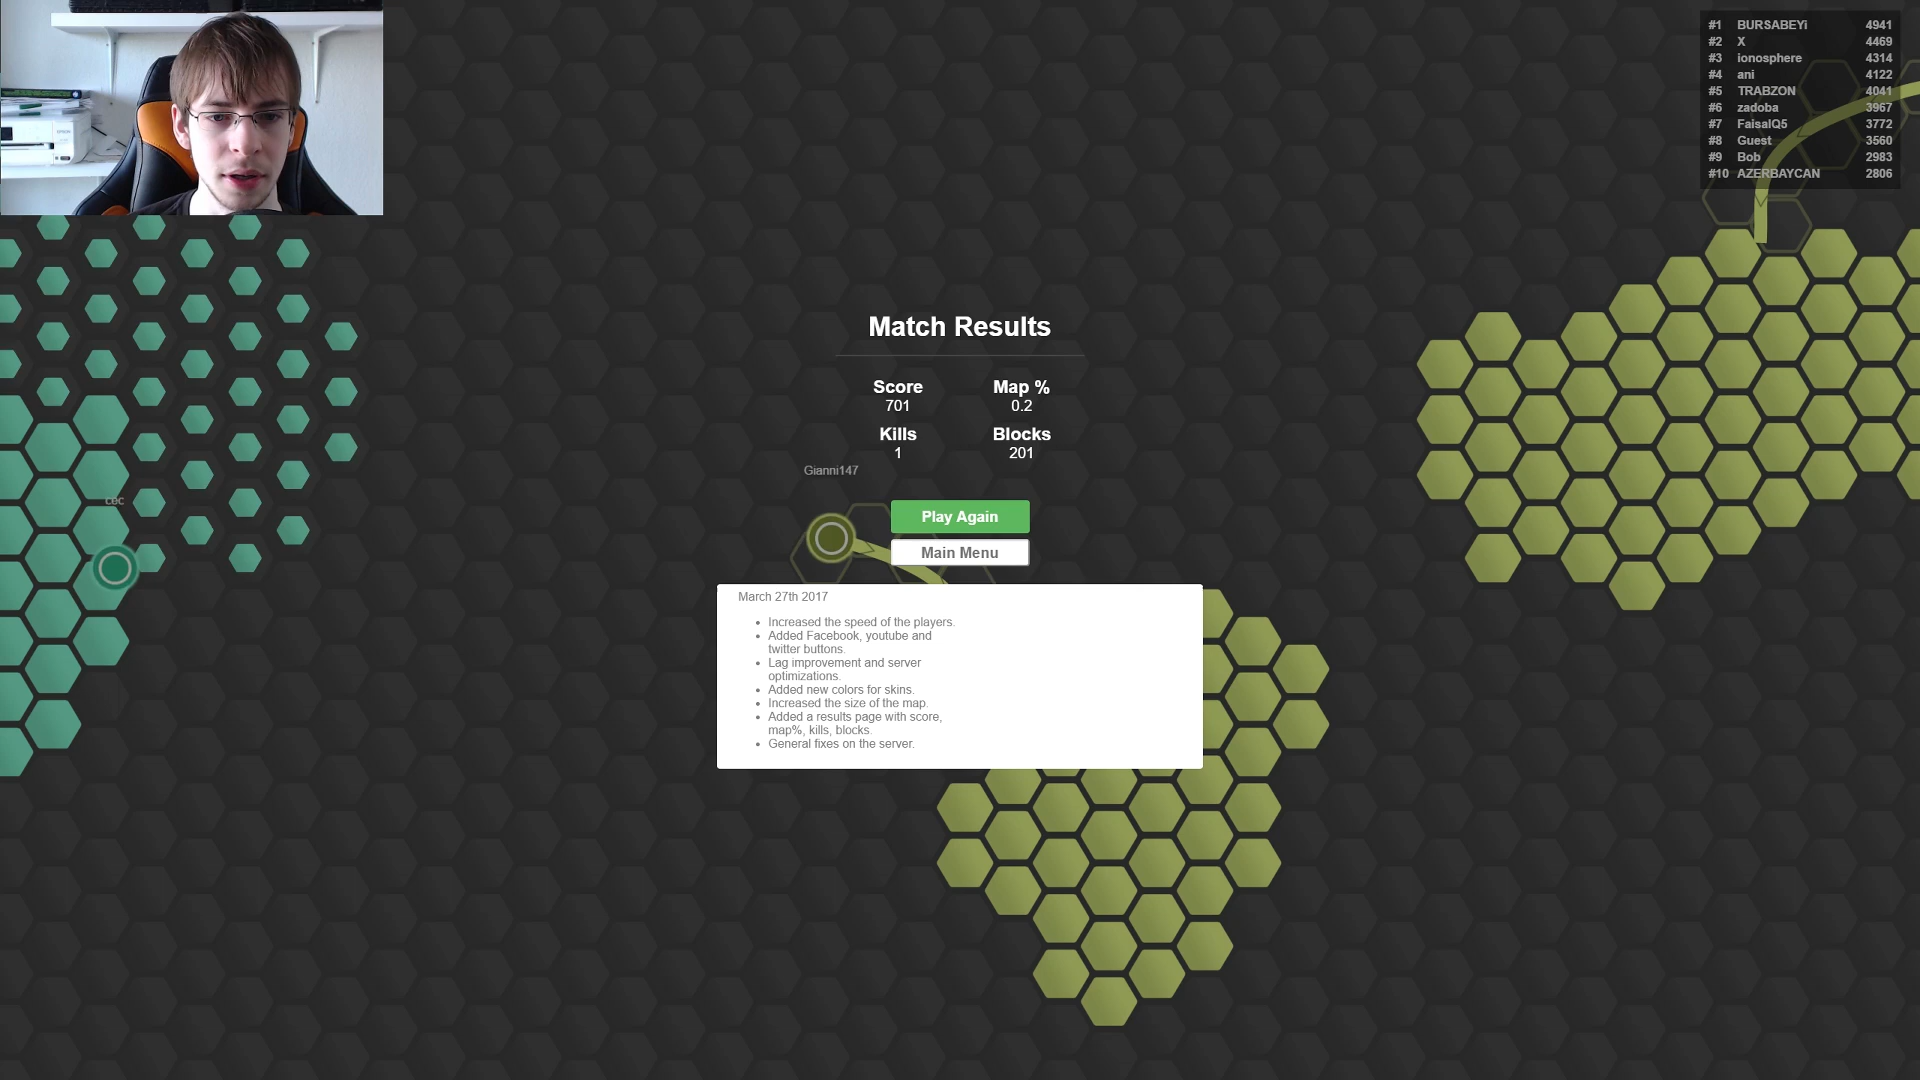 #1 BURSABEYi 4941
#2 X 4469
#3 ionosphere 4314
#4 ani 4122
#5 TRABZON 4041
#6 zadoba 3967
#7 FaisalQ5 3772
#8 Guest 3560
#9 Bob 2983
#10 AZERBAYCAN 2806
Match Results
Score Map %
701 0.2
Kills Blocks
1 201
Gianni147
cec
Play Again
Main Menu
March 27th 2017
• Increased the speed of the players.
• Added Facebook, youtube and
twitter buttons.
• Lag improvement and server
optimizations.
• Added new colors for skins.
• Increased the size of the map.
• Added a results page with score,
map%, kills, blocks.
• General fixes on the server.